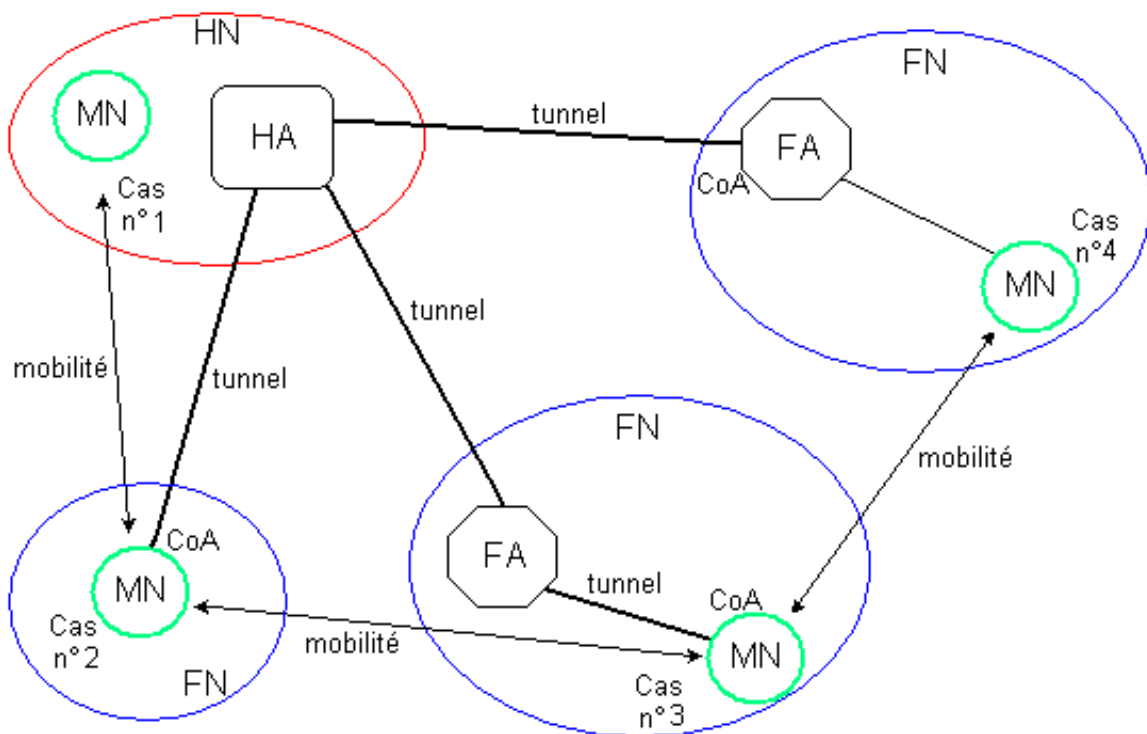 HN
MN
HA
Cas
n°1
tunnel
FN
FA
CoA
Cas
n°4
MN
tunnel
mobilité
tunnel
FN
mobilité
CoA
MN
Cas
n°2
FN
mobilité
FA
tunnel
CoA
MN
Cas
n°3